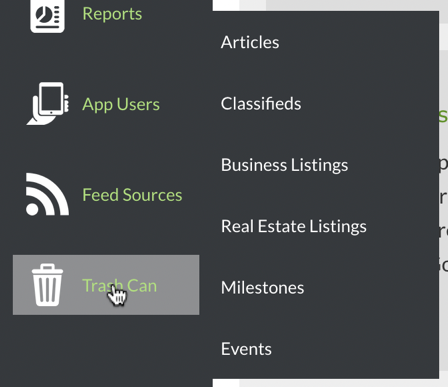 Reports
App Users
Feed Sources
Trash Can
Articles
Classifieds
Business Listings
Real Estate Listings
Milestones
Events